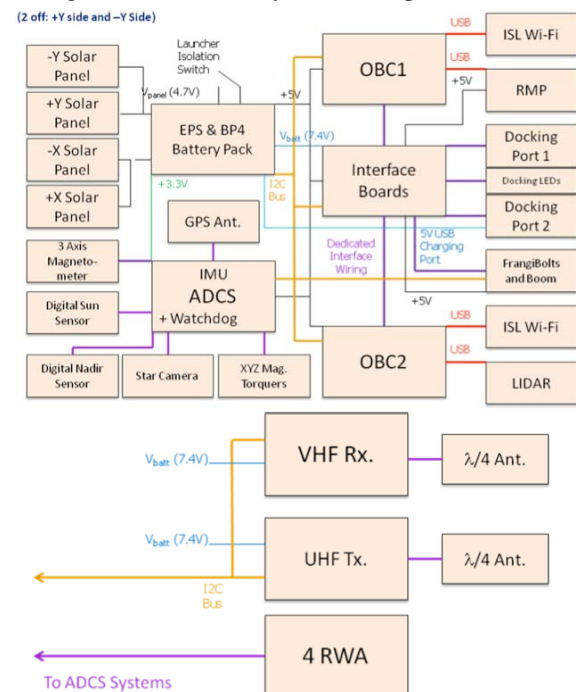 (2 off: +Y side and –Y Side)
-Y Solar
Panel
+Y Solar
Panel
-X Solar
Panel
+X Solar
Panel
3 Axis
Magneto-
meter
Digital Sun
Sensor
Digital Nadir
Sensor
Star Camera
XYZ Mag.
Torquers
Launcher
Isolation
Switch
Vpanel (4.7V)
+5V
EPS & BP4
Battery Pack
Vbatt (7.4V)
+3.3V
I2C
Bus
GPS Ant.
IMU
ADCS
+ Watchdog
OBC1
Interface
Boards
Dedicated
Interface
Wiring
5V USB
Charging
Port
+5V
OBC2
USB
ISL Wi-Fi
USB
+5V
RMP
Docking
Port 1
Docking LEDs
Docking
Port 2
FrangiBolts
and Boom
USB
ISL Wi-Fi
USB
LIDAR
VHF Rx.
Vbatt (7.4V)
λ/4 Ant.
Vbatt (7.4V)
UHF Tx.
λ/4 Ant.
I2C
Bus
4 RWA
To ADCS Systems